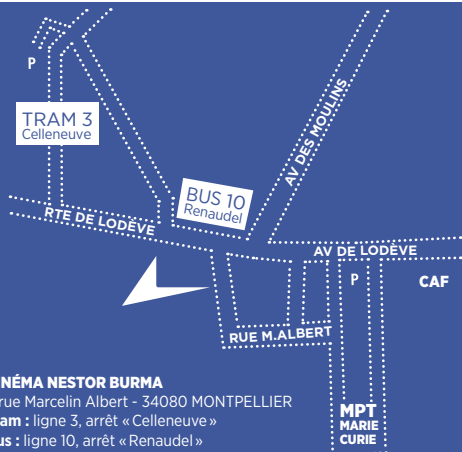 P
TRAM 3
Celleneuve
AV DES MOULINS
BUS 10
Renaudel
RTE DE LODÈVE
AV DE LODÈVE
P
CAF
RUE M.ALBERT
NÉMA NESTOR BURMA
rue Marcelin Albert - 34080 MONTPELLIER
am : ligne 3, arrêt « Celleneuve »
us : ligne 10, arrêt « Renaudel »
MPT
MARIE
CURIE